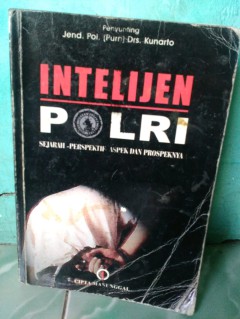 Penyunting
Jend. Pol. (Purn) Drs. Kunarto
INTELIJEN
POLRI
SEJARAH - PERSPEKTIF ASPEK DAN PROSPEKNYA
CIPTA MANUNGGAL